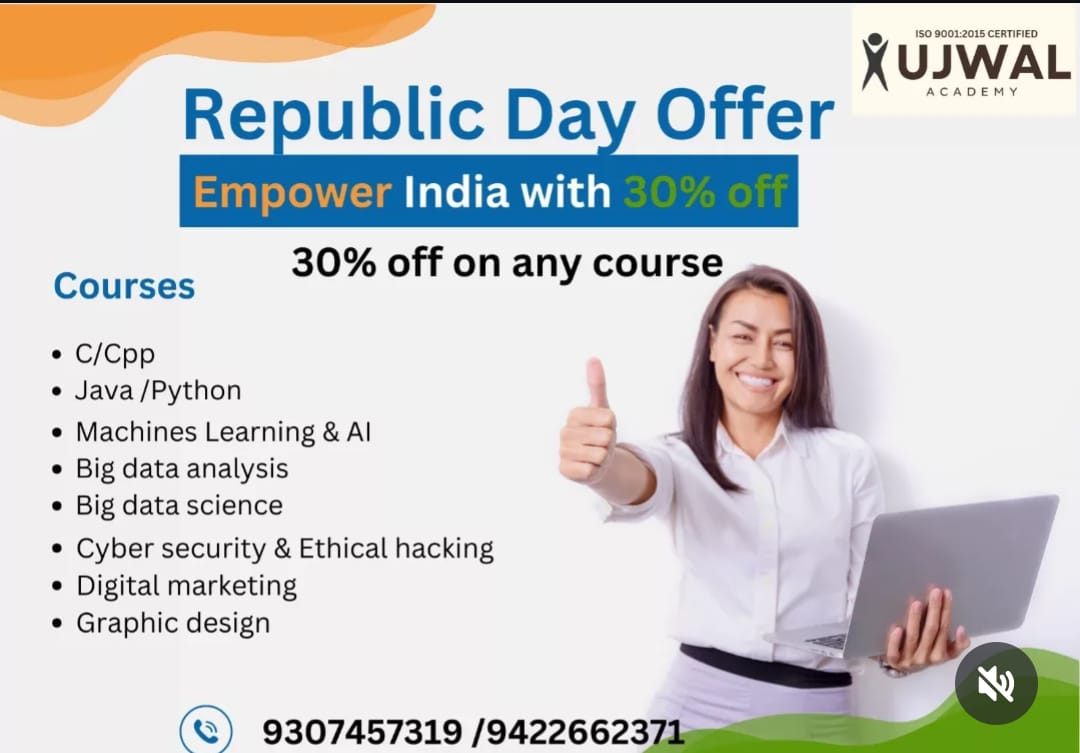 ISO 9001:2015 CERTIFIED
UJWAL
ACADEMY
Republic Day Offer
Empower India with 30% off
30% off on any course
Courses
• C/Cpp
• Java /Python
• Machines Learning & AI
• Big data analysis
• Big data science
• Cyber security & Ethical hacking
• Digital marketing
• Graphic design
9307457319 /9422662371